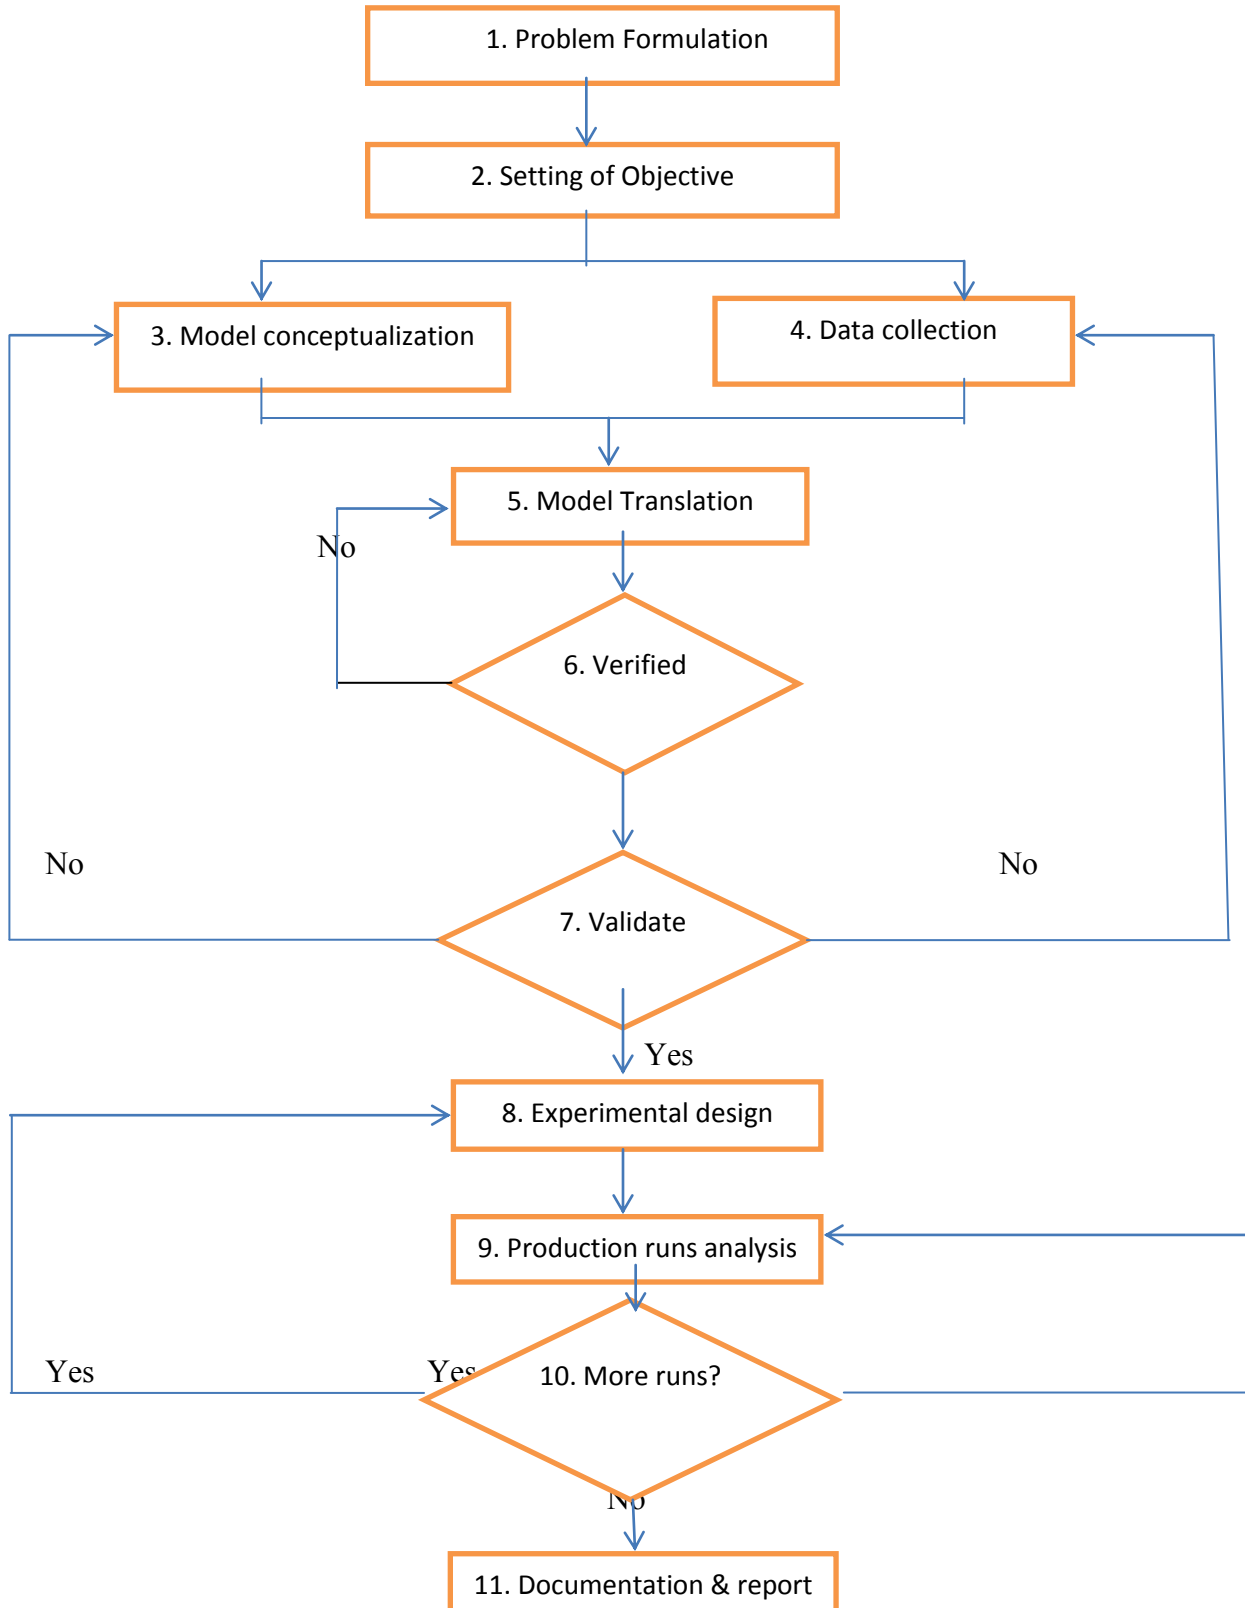 1. Problem Formulation
2. Setting of Objective
3. Model conceptualization
4. Data collection
5. Model Translation
No
6. Verified
No
No
7. Validate
Yes
8. Experimental design
9. Production runs analysis
Yes
Yes
10. More runs?
No
11. Documentation & report